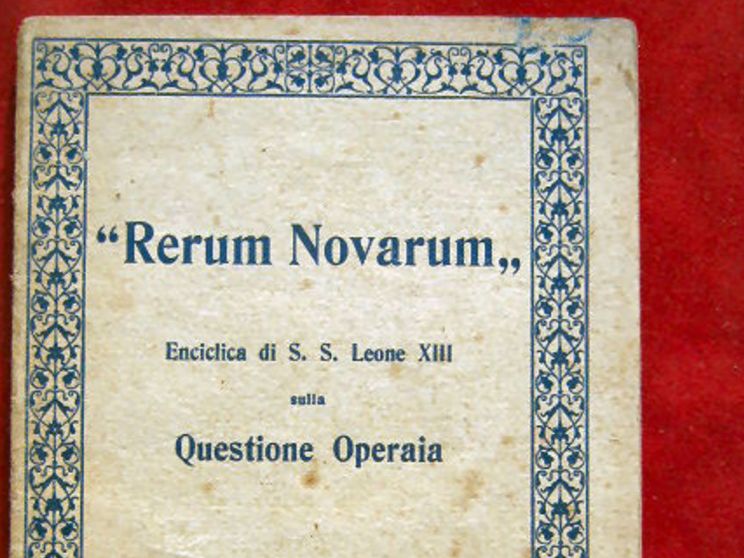 “Rerum Novarum„
Enciclica di S. S. Leone XIII
sulla
Questione Operaia